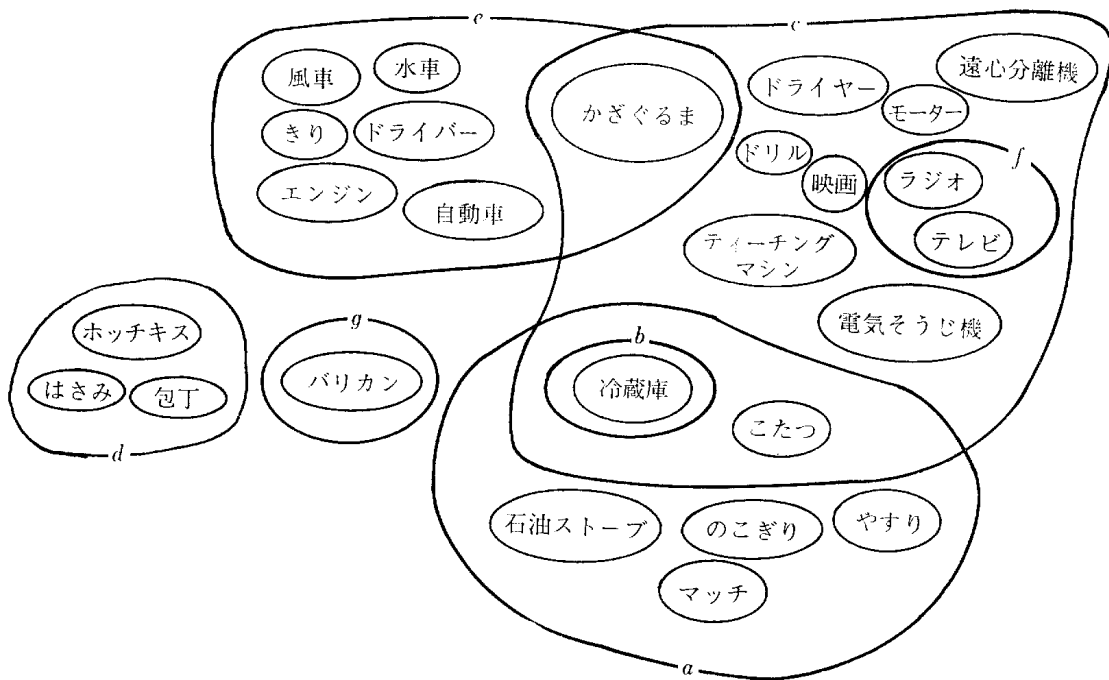 e
c
風車
水車
きり
ドライバー
エンジン
自動車
かざぐるま
ドライヤー
遠心分離機
モーター
ドリル
映画
f
ラジオ
テレビ
ティーチング
マシン
電気そうじ機
ホッチキス
はさみ
包丁
d
g
バリカン
b
冷蔵庫
こたつ
石油ストーブ
のこぎり
やすり
マッチ
a